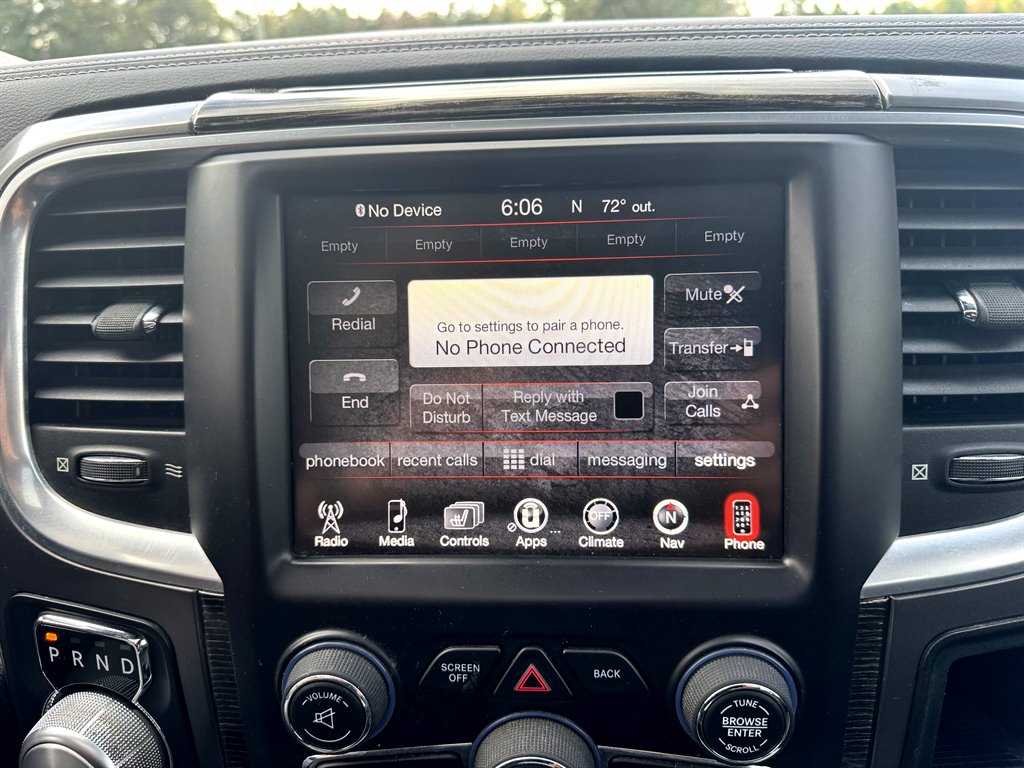 No Device 6:06 N 72° out.
Empty Empty Empty Empty Empty
Redial
Go to settings to pair a phone.
No Phone Connected
Mute
Transfer
End
Do Not
Disturb
Reply with
Text Message
Join
Calls
phonebook recent calls dial messaging settings
OFF
N
Radio Media Controls Apps ... Climate Nav Phone
P R N D
VOLUME
SCREEN
OFF
BACK
TUNE
BROWSE
ENTER
SCROLL